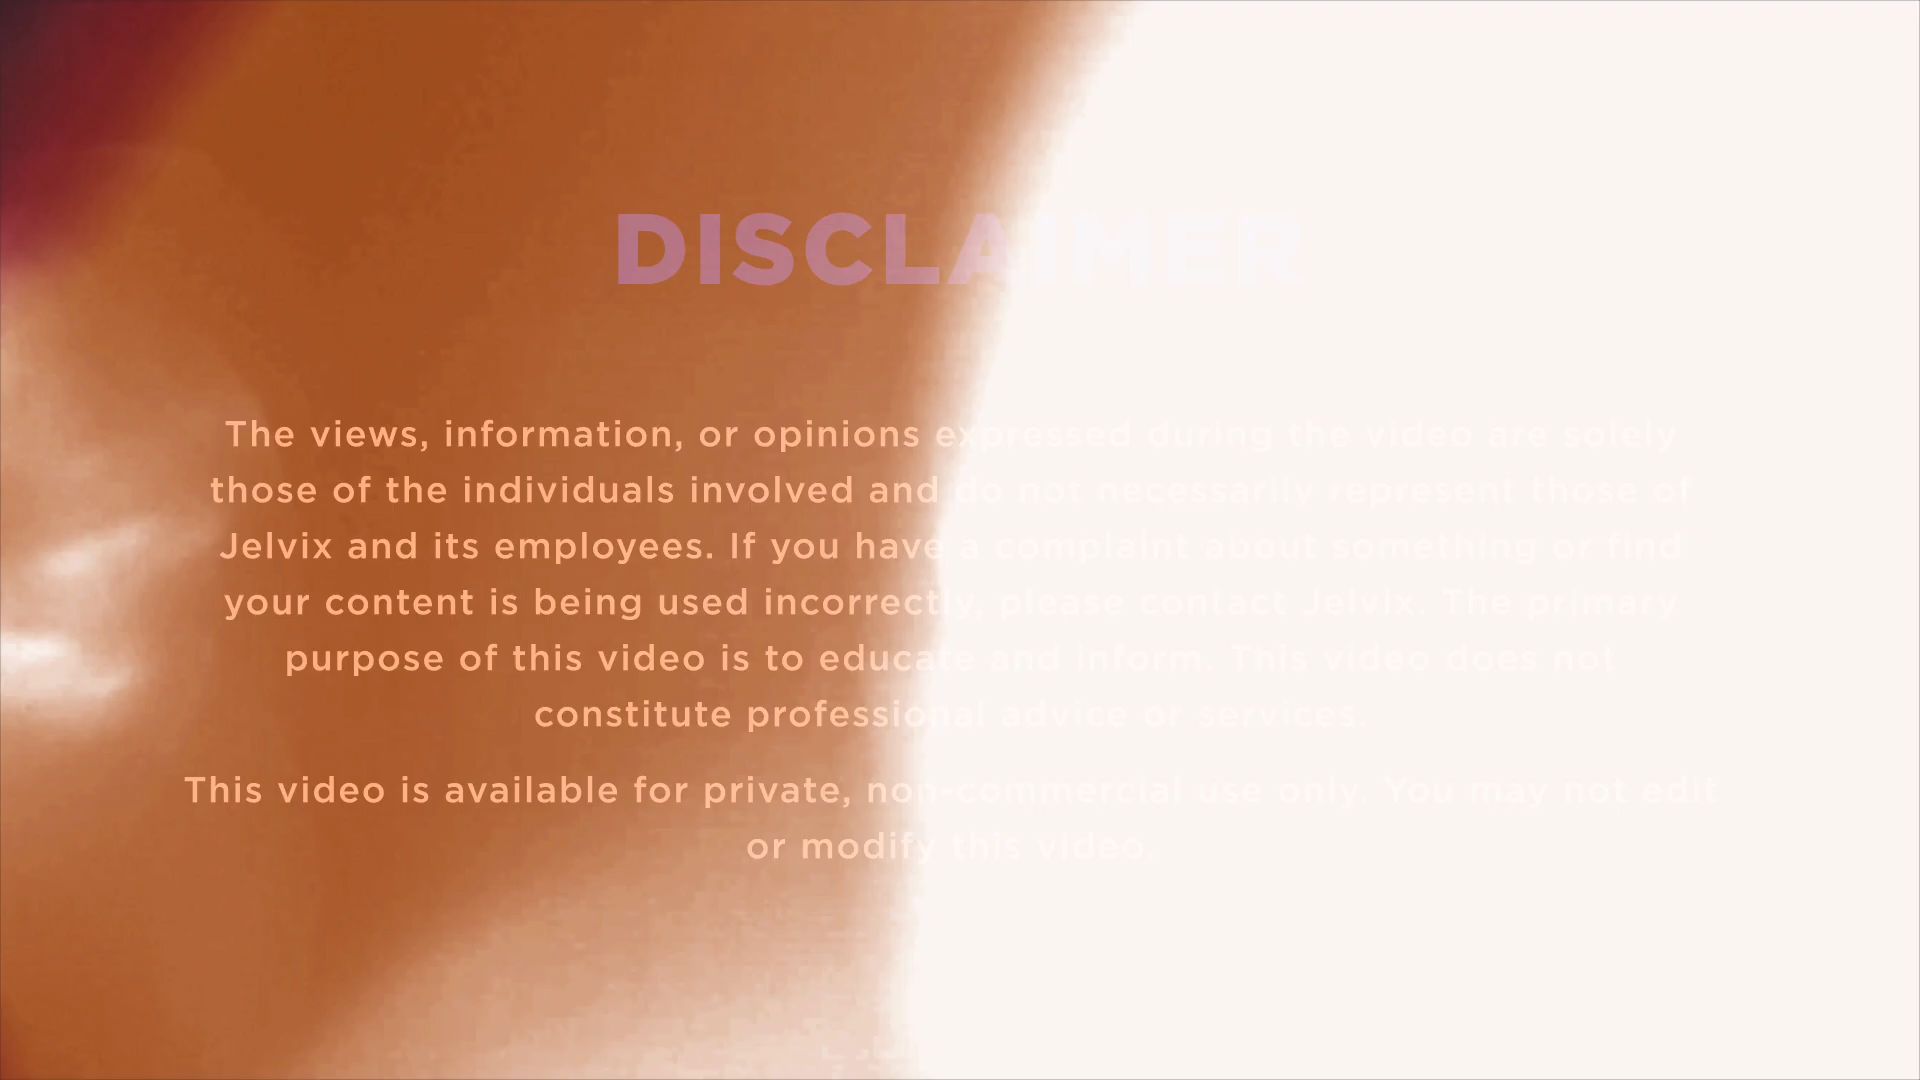 DISCLAIMER
The views, information, or opinions expressed during the video are solely
those of the individuals involved and do not necessarily represent those of
Jelvix and its employees. If you have a complaint about something or find
your content is being used incorrectly, please contact Jelvix. The primary
purpose of this video is to educate and inform. This video does not
constitute professional advice or services.
This video is available for private, non-commercial use only. You may not edit
or modify this video.